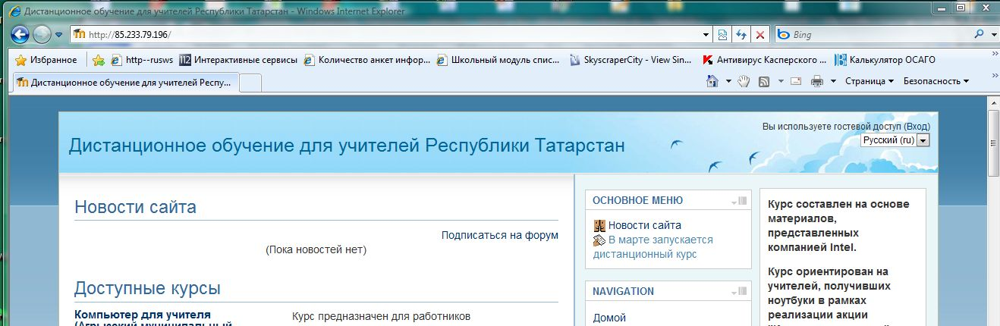 Дистанционное обучение для учителей Республики Татарстан - Windows Internet Explorer
http://85.233.79.196/
Bing
Избранное http--rusws 112 Интерактивные сервисы Количество анкет инфор... Школьный модуль спис... SkyscraperCity - View Sin... Антивирус Касперского ... Калькулятор ОСАГО
Дистанционное обучение для учителей Респу...
Страница Безопасность
Вы используете гостевой доступ (Вход)
Русский (ru)
Дистанционное обучение для учителей Республики Татарстан
Новости сайта
Подписаться на форум
(Пока новостей нет)
Доступные курсы
Компьютер для учителя
(Агрызский муниципальный
Курс предназначен для работников
ОСНОВНОЕ МЕНЮ
Новости сайта
В марте запускается
дистанционный курс
NAVIGATION
Домой
Курс составлен на основе
материалов,
представленных
компанией Intel.
Курс ориентирован на
учителей, получивших
ноутбуки в рамках
реализации акции